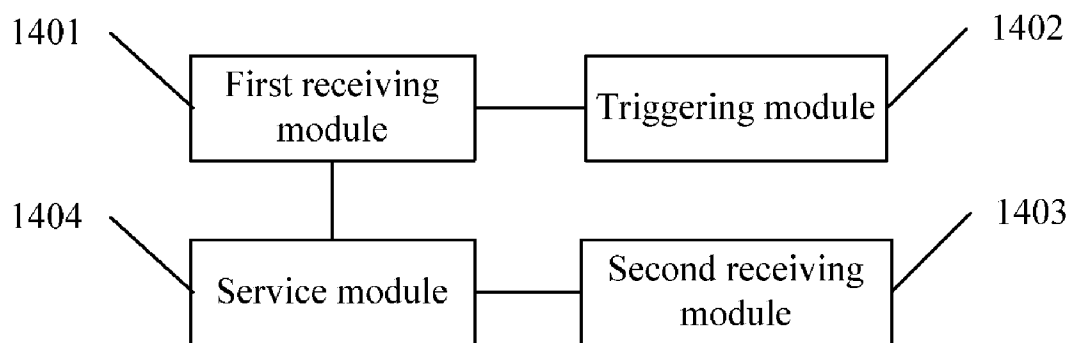 1401
First receiving
module
Triggering module
1402
1404
Service module
Second receiving
module
1403